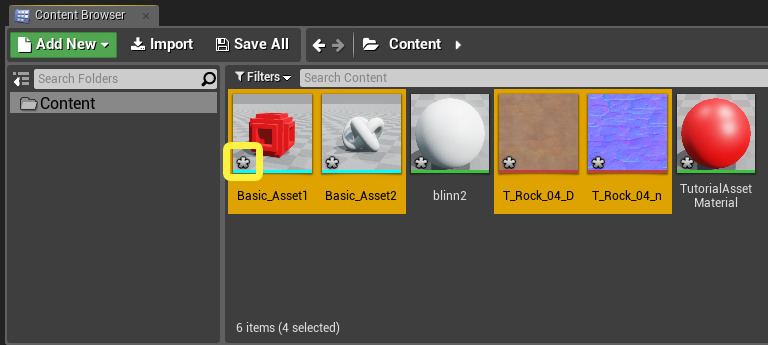 Content Browser
Add New
Import
Save All
Content
Search Folders
Filters
Search Content
Content
Basic_Asset1
Basic_Asset2
blinn2
T_Rock_04_D
T_Rock_04_n
TutorialAsset
Material
6 items (4 selected)